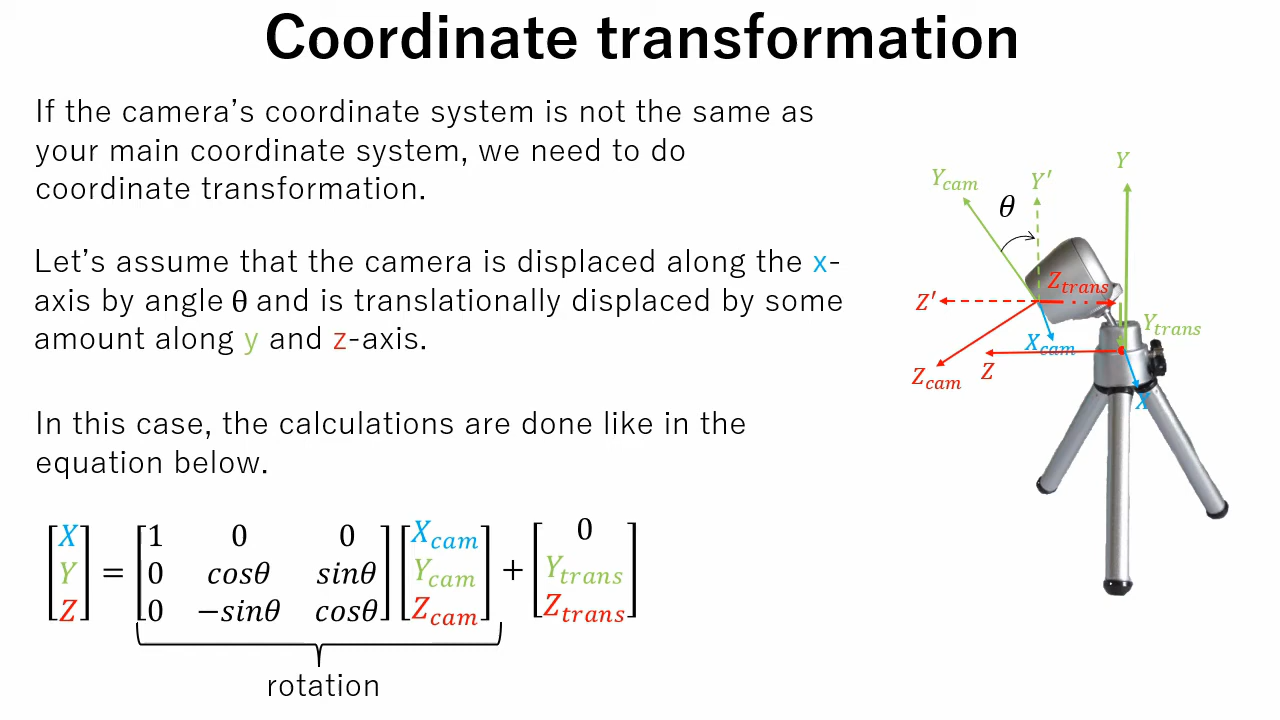 Coordinate transformation
If the camera’s coordinate system is not the same as
your main coordinate system, we need to do
coordinate transformation.
Let’s assume that the camera is displaced along the x-
axis by angle θ and is translationally displaced by some
amount along y and z-axis.
In this case, the calculations are done like in the
equation below.
[X] = [1 0 0] [X_cam] + [0]
[Y] [0 cosθ sinθ] [Y_cam] [Y_trans]
[Z] [0 −sinθ cosθ] [Z_cam] [Z_trans]
rotation
Y
Y_cam
Y′
θ
Z_trans
Z′
Y_trans
X_cam
Z_cam
Z
X